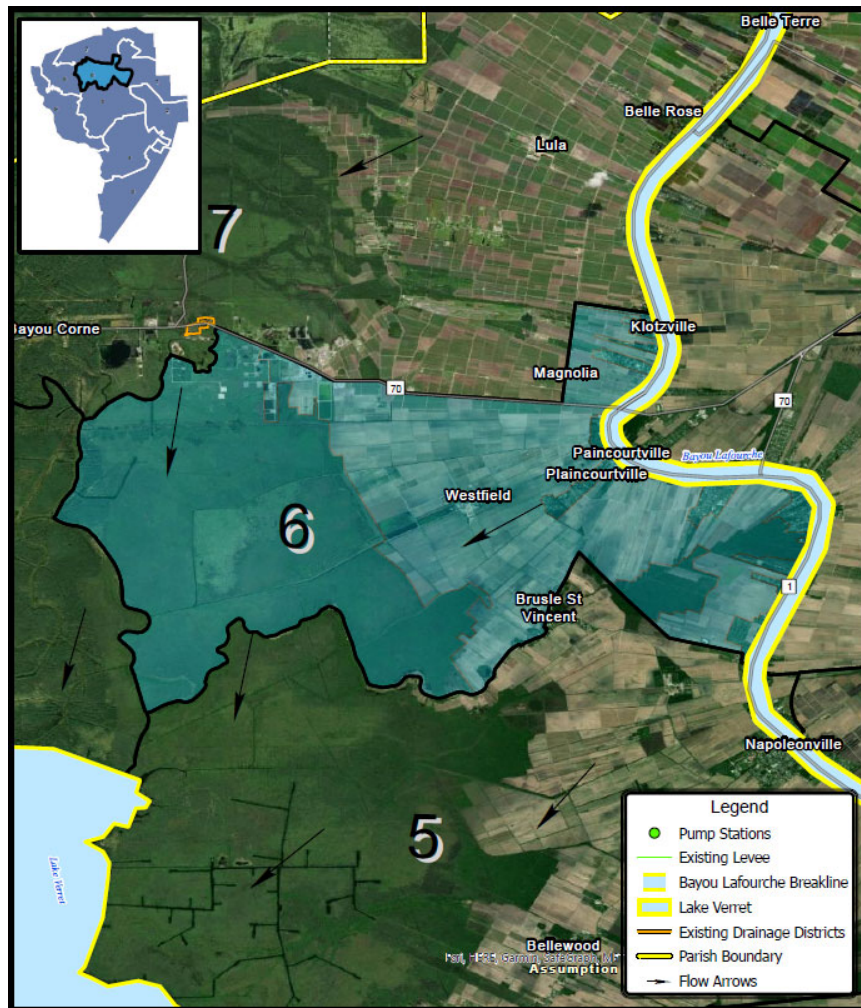 Belle Terre
Belle Rose
Lula
7
Bayou Corne
Klotzville
Magnolia
70
70
Paincourtville
Bayou Lafourche
Plaincourtville
Westfield
6
1
Brusle St
Vincent
Napoleonville
5
Lake Verret
Bellewood
Assumption
Legend
Pump Stations
Existing Levee
Bayou Lafourche Breakline
Lake Verret
Existing Drainage Districts
Parish Boundary
Flow Arrows